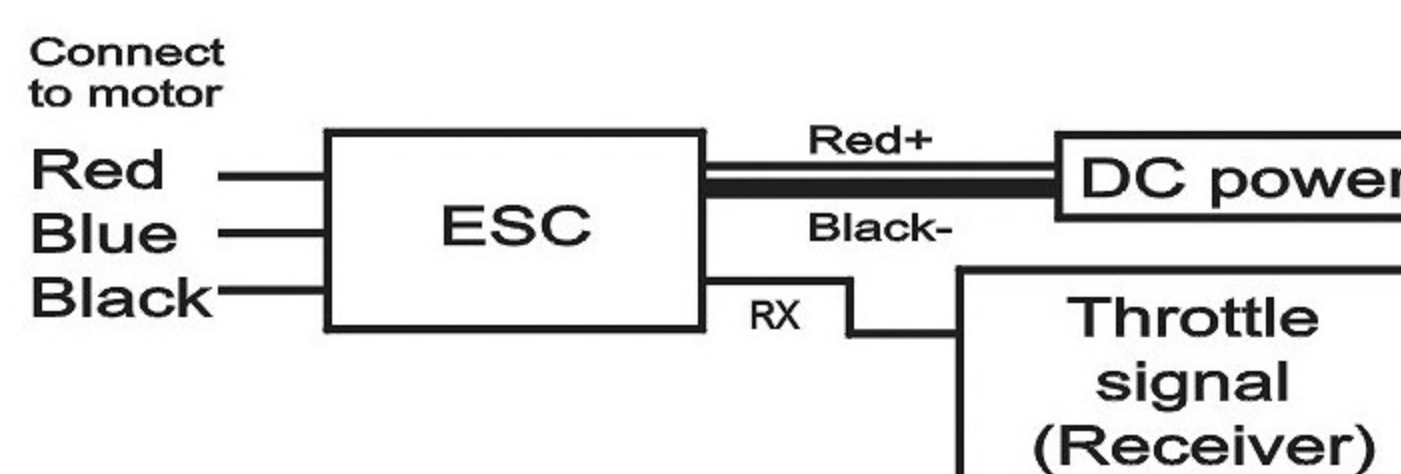 Connect
to motor
Red
Blue
Black
ESC
Red+
Black-
RX
DC power
Throttle
signal
(Receiver)